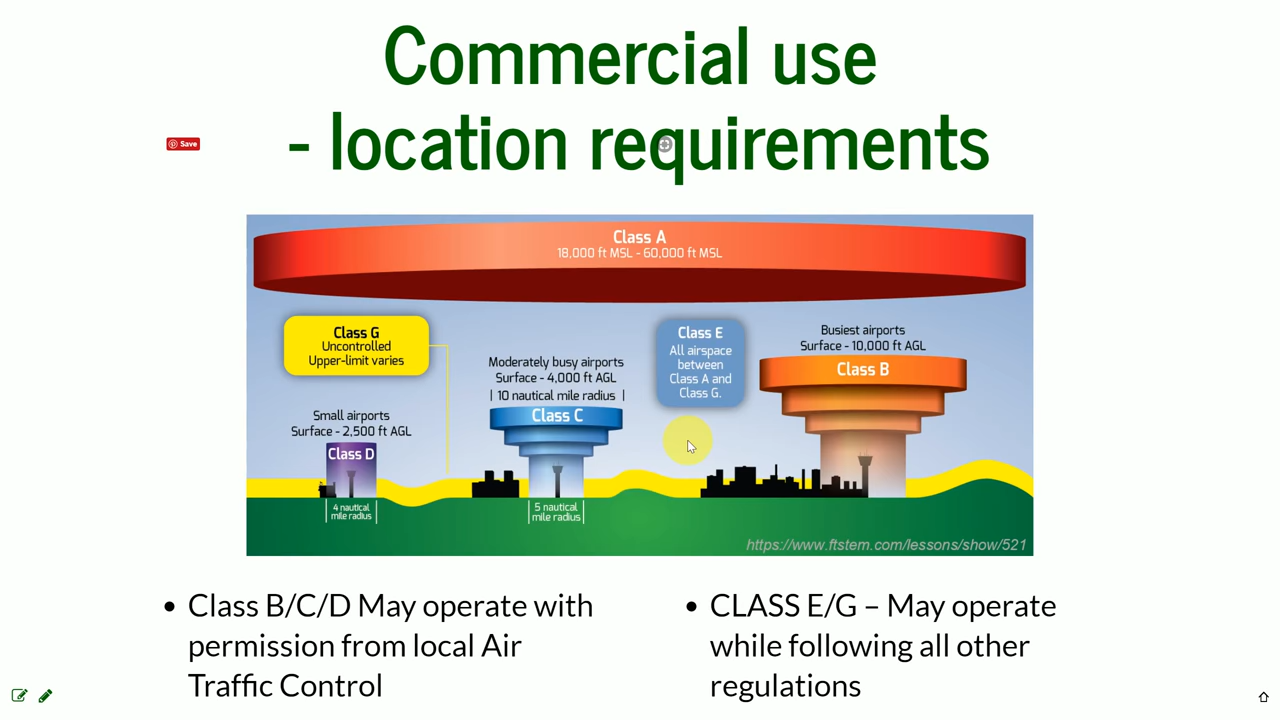 Commercial use
- location requirements
Save
Class A
18,000 ft MSL - 60,000 ft MSL
Class G
Uncontrolled
Upper-limit varies
Small airports
Surface - 2,500 ft AGL
Class D
4 nautical
mile radius
Moderately busy airports
Surface - 4,000 ft AGL
| 10 nautical mile radius |
Class C
5 nautical
mile radius
Class E
All airspace
between
Class A and
Class G.
Busiest airports
Surface - 10,000 ft AGL
Class B
https://www.ftstem.com/lessons/show/521
• Class B/C/D May operate with
permission from local Air
Traffic Control
• CLASS E/G – May operate
while following all other
regulations